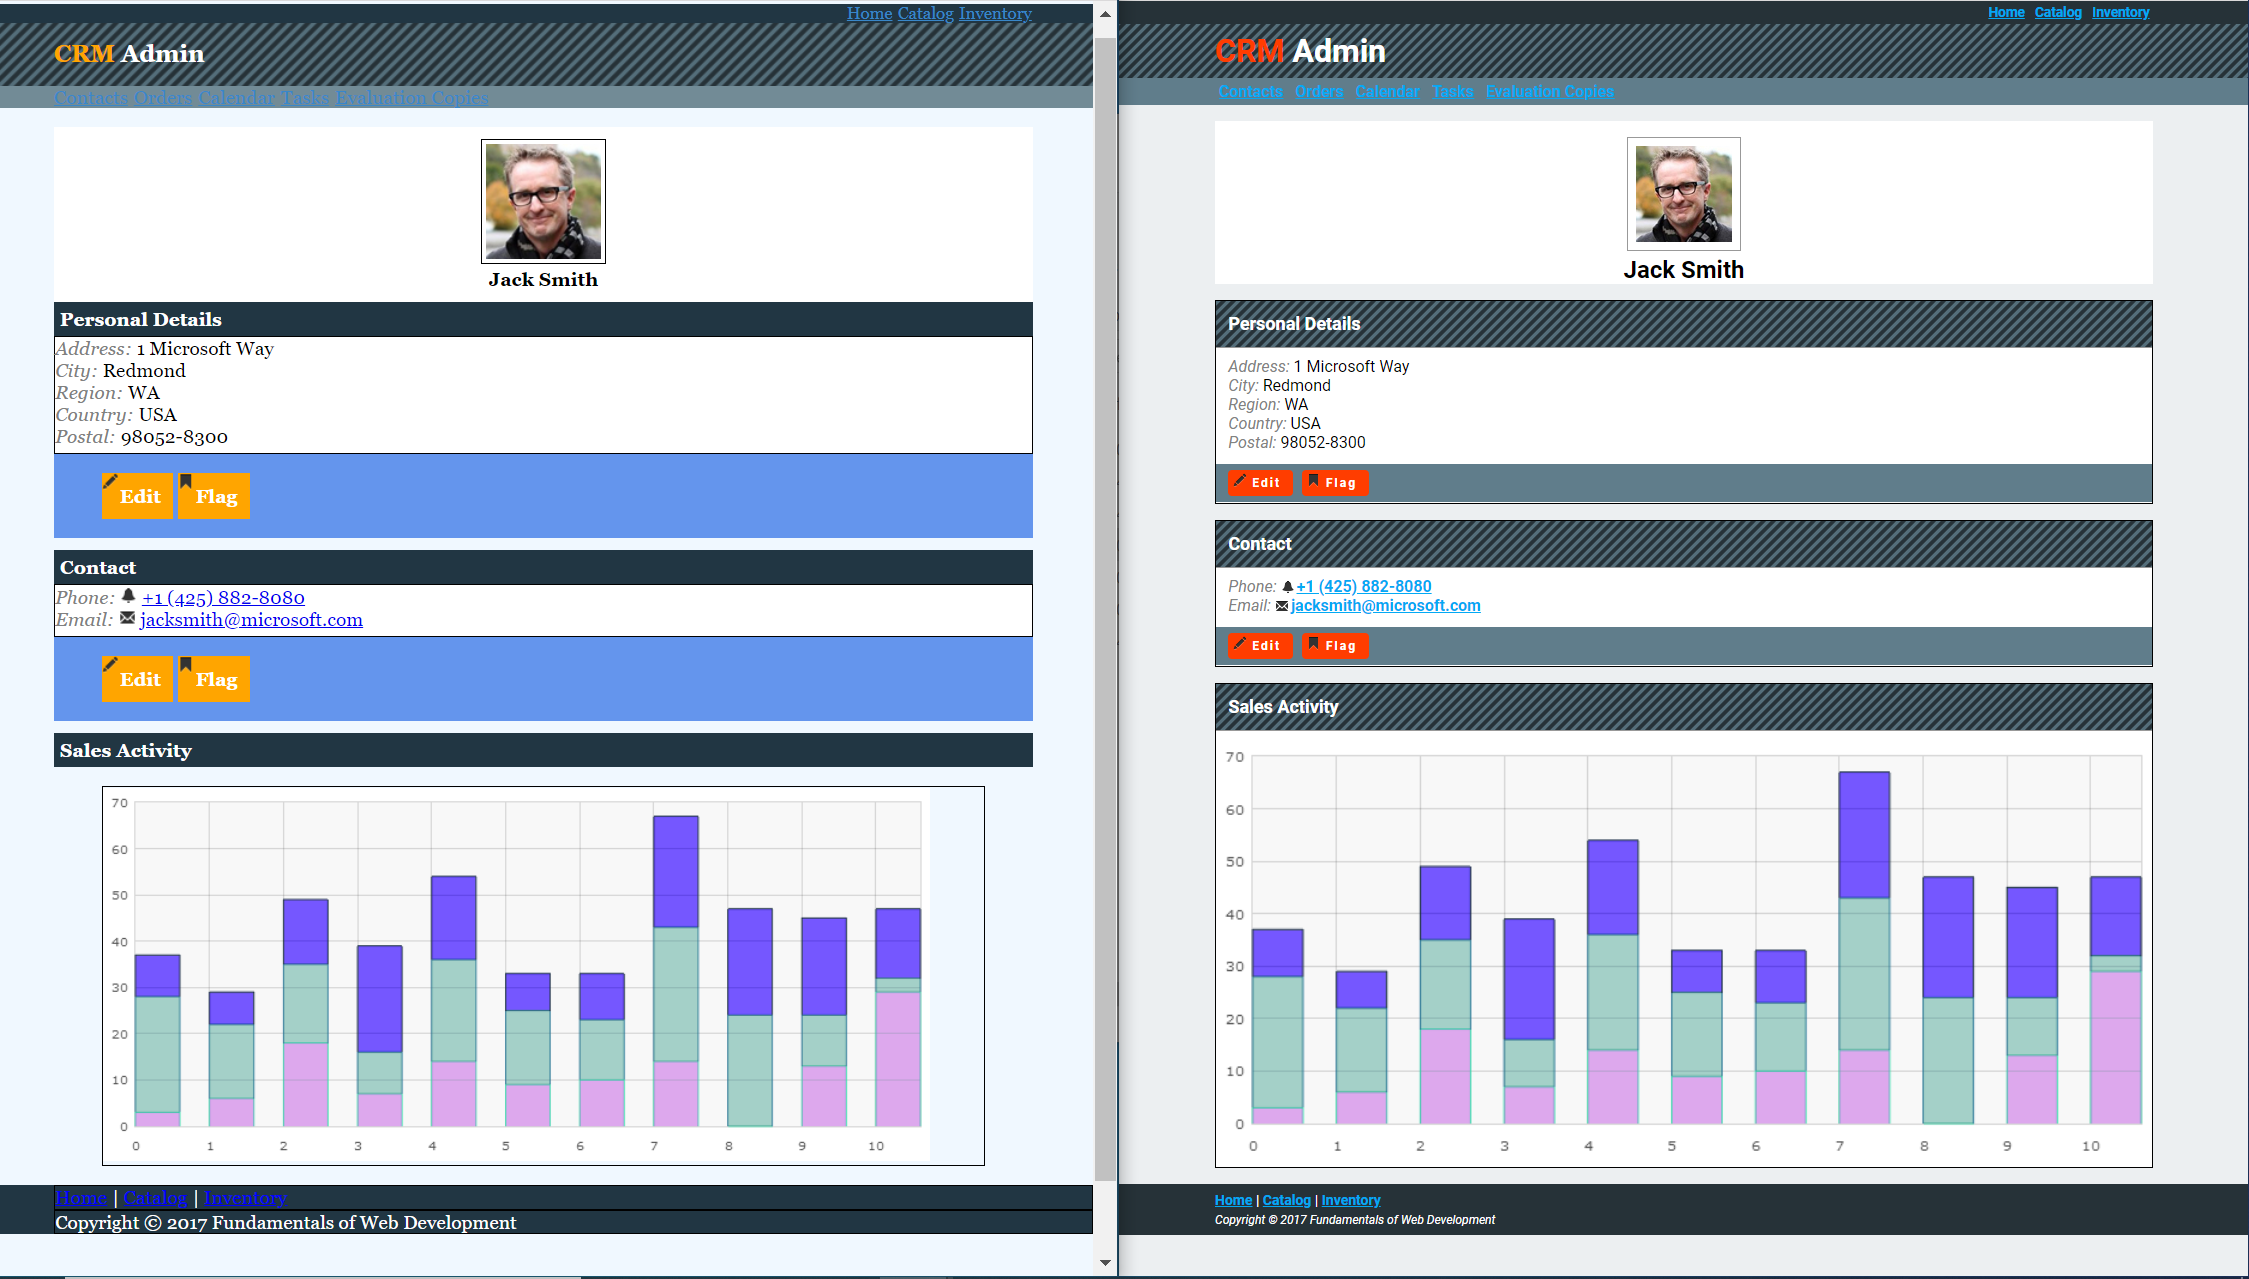 Home Catalog Inventory
CRM Admin
Contacts Orders Calendar Tasks Evaluation Copies
Jack Smith
Personal Details
Address: 1 Microsoft Way
City: Redmond
Region: WA
Country: USA
Postal: 98052-8300
Edit Flag
Contact
Phone: +1 (425) 882-8080
Email: jacksmith@microsoft.com
Edit Flag
Sales Activity
70
60
50
40
30
20
10
0
0 1 2 3 4 5 6 7 8 9 10
Home | Catalog | Inventory
Copyright © 2017 Fundamentals of Web Development
Home Catalog Inventory
CRM Admin
Contacts Orders Calendar Tasks Evaluation Copies
Jack Smith
Personal Details
Address: 1 Microsoft Way
City: Redmond
Region: WA
Country: USA
Postal: 98052-8300
Edit Flag
Contact
Phone: +1 (425) 882-8080
Email: jacksmith@microsoft.com
Edit Flag
Sales Activity
70
60
50
40
30
20
10
0
0 1 2 3 4 5 6 7 8 9 10
Home | Catalog | Inventory
Copyright © 2017 Fundamentals of Web Development